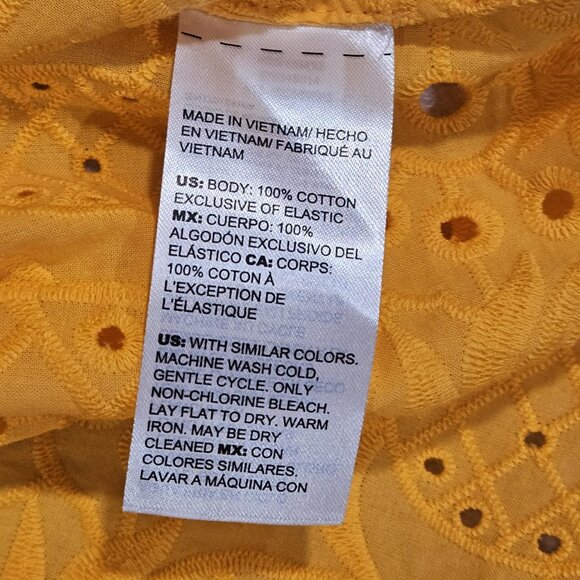 MADE IN VIETNAM/ HECHO
EN VIETNAM/ FABRIQUÉ AU
VIETNAM
US: BODY: 100% COTTON
EXCLUSIVE OF ELASTIC
MX: CUERPO: 100%
ALGODÓN EXCLUSIVO DEL
ELÁSTICO CA: CORPS:
100% COTON À
L'EXCEPTION DE
L'ÉLASTIQUE
US: WITH SIMILAR COLORS.
MACHINE WASH COLD,
GENTLE CYCLE. ONLY
NON-CHLORINE BLEACH.
LAY FLAT TO DRY. WARM
IRON. MAY BE DRY
CLEANED MX: CON
COLORES SIMILARES.
LAVAR A MÁQUINA CON